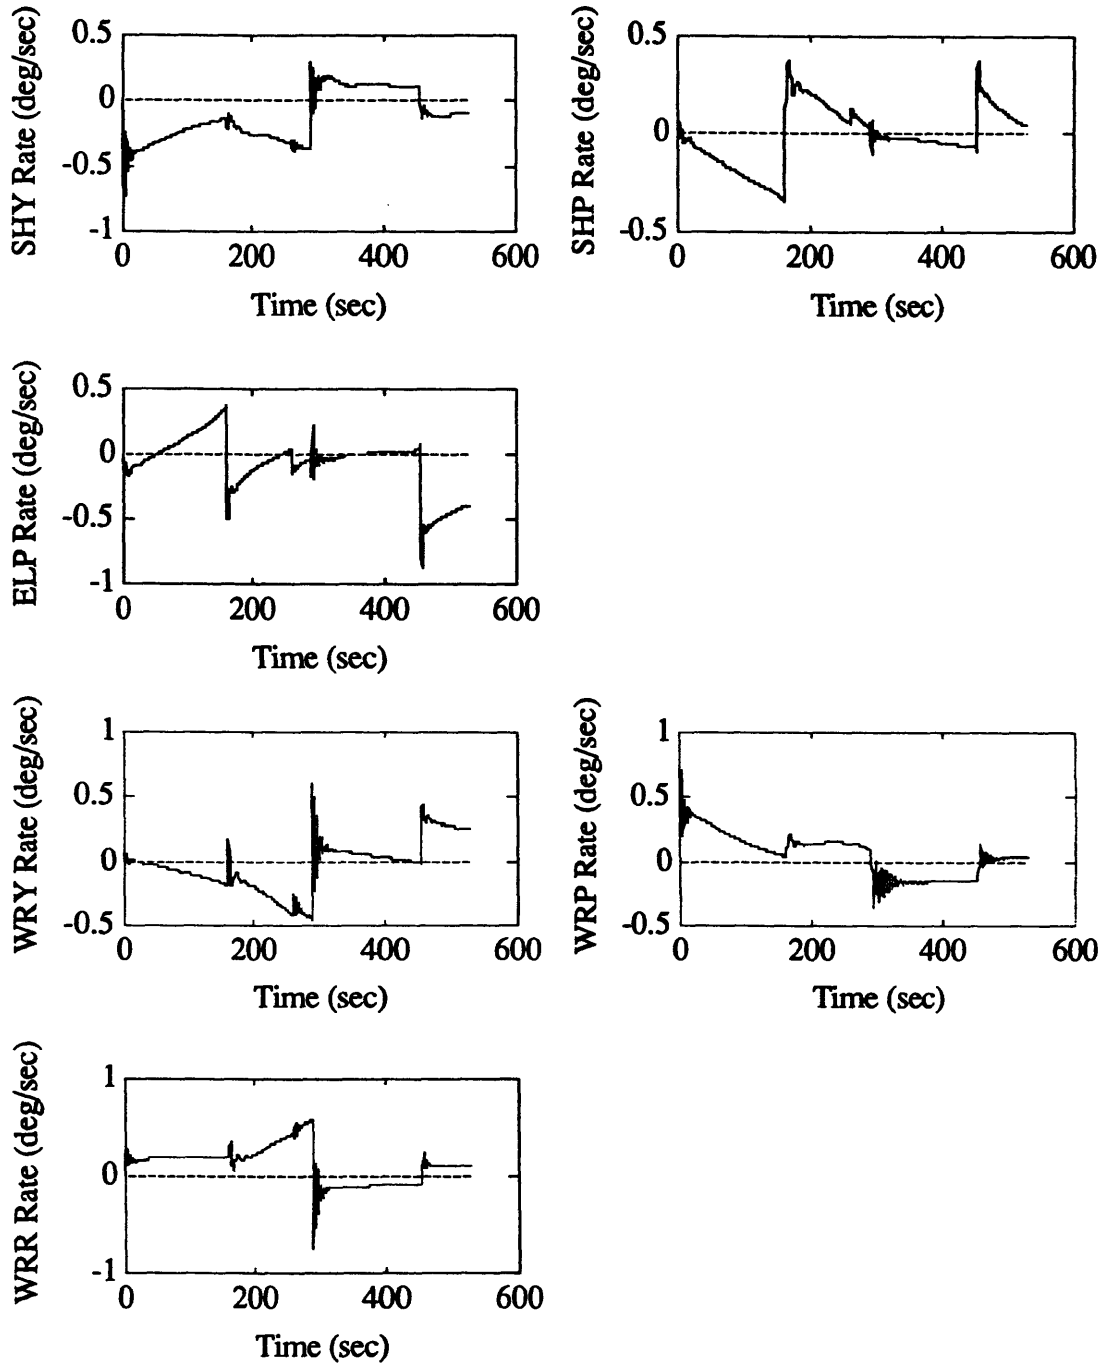 SHY Rate (deg/sec)
0.5
0
-0.5
-1
0 200 400 600
Time (sec)
SHP Rate (deg/sec)
0.5
0
-0.5
0 200 400 600
Time (sec)
ELP Rate (deg/sec)
0.5
0
-0.5
-1
0 200 400 600
Time (sec)
WRY Rate (deg/sec)
1
0.5
0
-0.5
0 200 400 600
Time (sec)
WRP Rate (deg/sec)
1
0.5
0
-0.5
0 200 400 600
Time (sec)
WRR Rate (deg/sec)
1
0
-1
0 200 400 600
Time (sec)